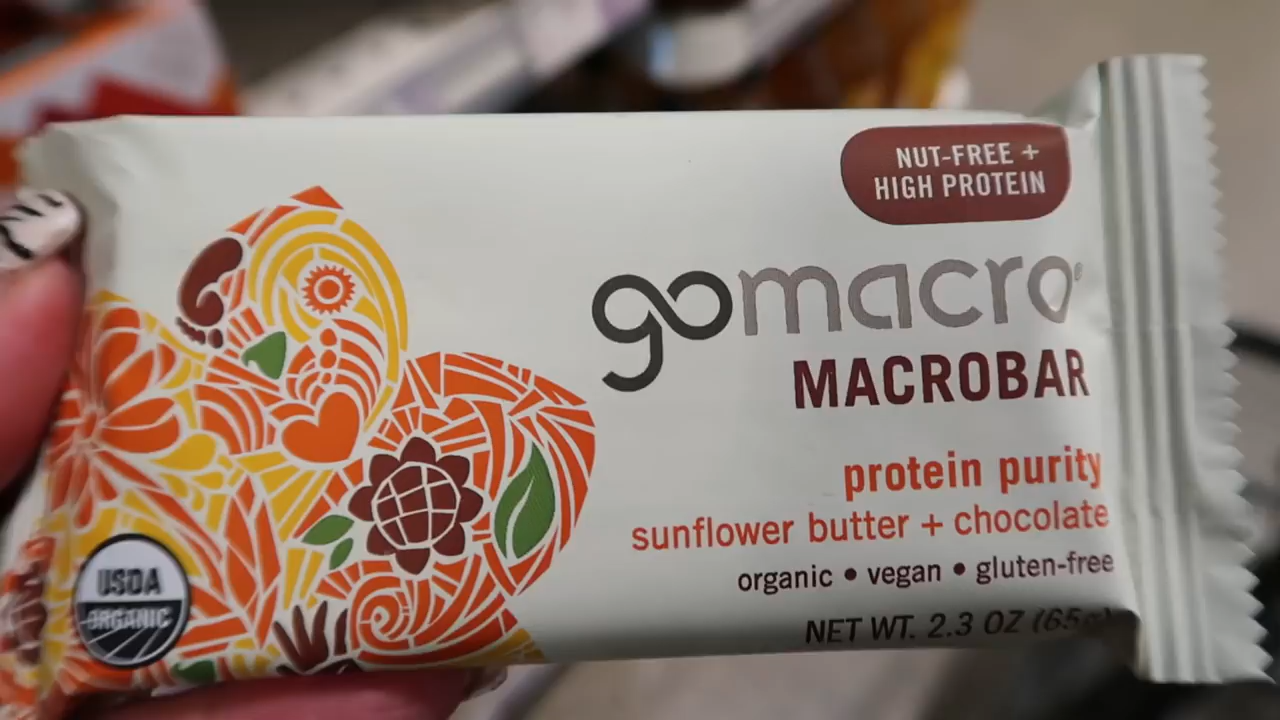 NUT-FREE +
HIGH PROTEIN
gomacro®
MACROBAR
protein purity
sunflower butter + chocolate
organic • vegan • gluten-free
NET WT. 2.3 OZ (65g)
USDA
ORGANIC